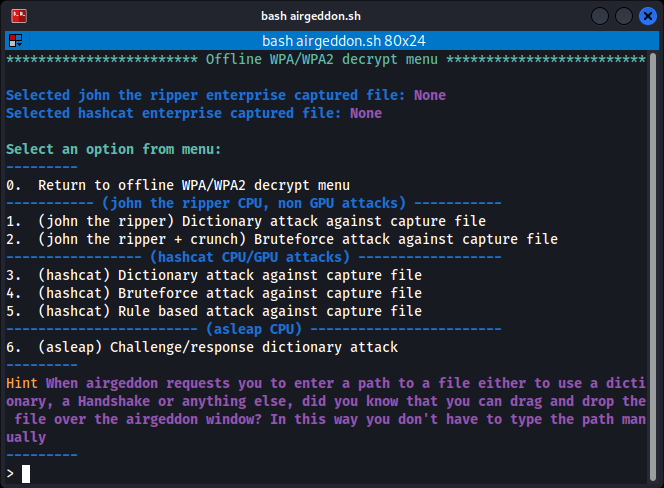 bash airgeddon.sh
bash airgeddon.sh 80x24
************************ Offline WPA/WPA2 decrypt menu *************************
Selected john the ripper enterprise captured file: None
Selected hashcat enterprise captured file: None
Select an option from menu:
---------
0.  Return to offline WPA/WPA2 decrypt menu
----------- (john the ripper CPU, non GPU attacks) -----------
1.  (john the ripper) Dictionary attack against capture file
2.  (john the ripper + crunch) Bruteforce attack against capture file
----------------- (hashcat CPU/GPU attacks) ------------------
3.  (hashcat) Dictionary attack against capture file
4.  (hashcat) Bruteforce attack against capture file
5.  (hashcat) Rule based attack against capture file
------------------------ (asleap CPU) ------------------------
6.  (asleap) Challenge/response dictionary attack
---------
Hint When airgeddon requests you to enter a path to a file either to use a dicti
onary, a Handshake or anything else, did you know that you can drag and drop the
 file over the airgeddon window? In this way you don't have to type the path man
ually
---------
>